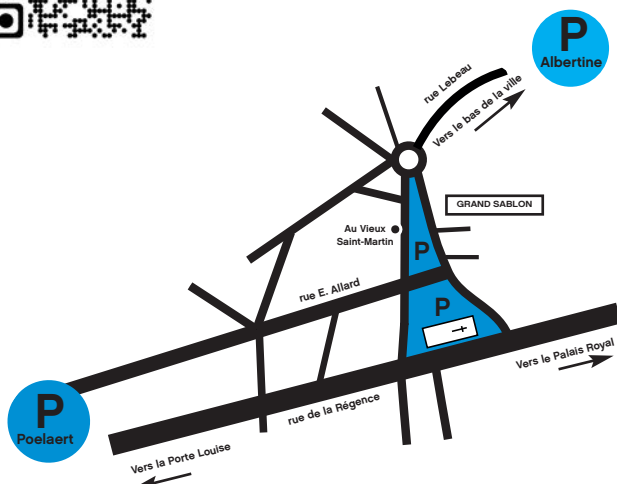 P
Albertine
rue Lebeau
Vers le bas de la ville
GRAND SABLON
Au Vieux
Saint-Martin
P
rue E. Allard
P
Vers le Palais Royal
P
Poelaert
rue de la Régence
Vers la Porte Louise